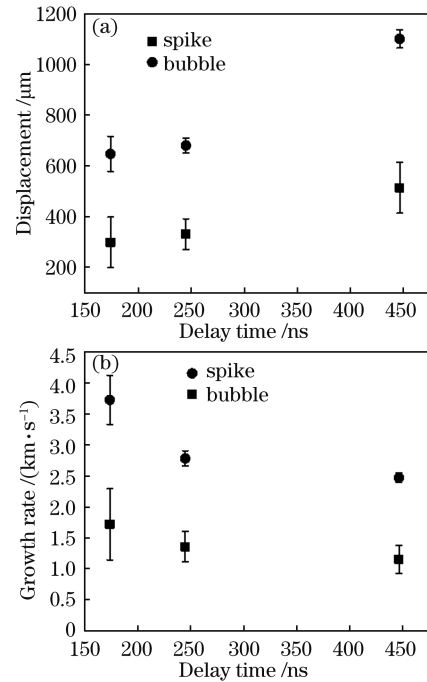 (a)
spike
bubble
Displacement /μm
1200
1000
800
600
400
200
150 200 250 300 350 400 450
Delay time /ns
(b)
spike
bubble
Growth rate /(km·s⁻¹)
4.5
4.0
3.5
3.0
2.5
2.0
1.5
1.0
0.5
0
150 200 250 300 350 400 450
Delay time /ns